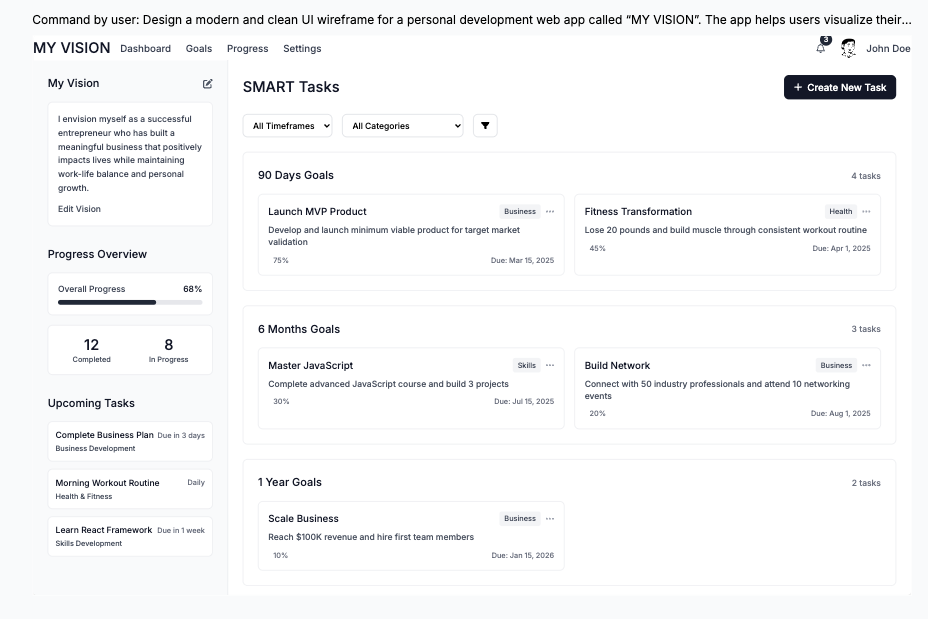 Command by user: Design a modern and clean UI wireframe for a personal development web app called “MY VISION”. The app helps users visualize their...
MY VISION Dashboard Goals Progress Settings 3 John Doe
My Vision
I envision myself as a successful
entrepreneur who has built a
meaningful business that positively
impacts lives while maintaining
work-life balance and personal
growth.
Edit Vision
Progress Overview
Overall Progress 68%
12 8
Completed In Progress
Upcoming Tasks
Complete Business Plan Due in 3 days
Business Development
Morning Workout Routine Daily
Health & Fitness
Learn React Framework Due in 1 week
Skills Development
SMART Tasks + Create New Task
All Timeframes All Categories
90 Days Goals 4 tasks
Launch MVP Product Business ...
Develop and launch minimum viable product for target market
validation
75% Due: Mar 15, 2025
Fitness Transformation Health ...
Lose 20 pounds and build muscle through consistent workout routine
45% Due: Apr 1, 2025
6 Months Goals 3 tasks
Master JavaScript Skills ...
Complete advanced JavaScript course and build 3 projects
30% Due: Jul 15, 2025
Build Network Business ...
Connect with 50 industry professionals and attend 10 networking
events
20% Due: Aug 1, 2025
1 Year Goals 2 tasks
Scale Business Business ...
Reach $100K revenue and hire first team members
10% Due: Jan 15, 2026